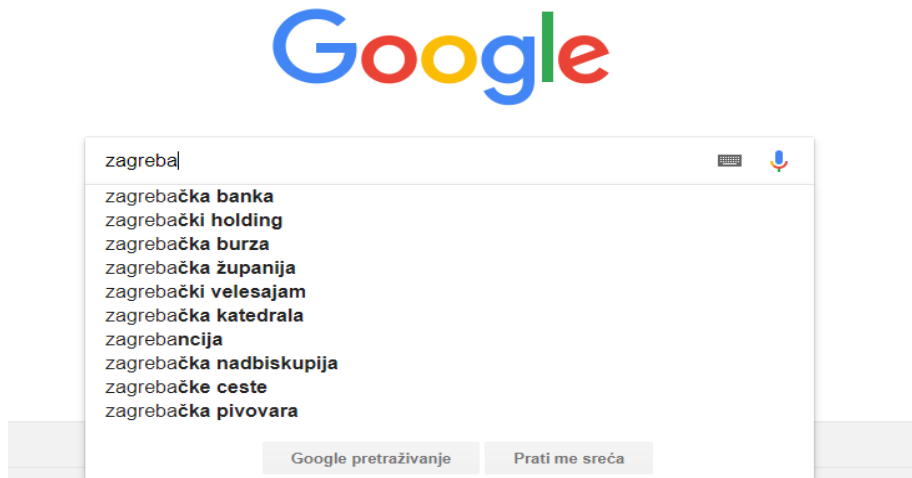 Google
zagreba
zagrebačka banka
zagrebački holding
zagrebačka burza
zagrebačka županija
zagrebački velesajam
zagrebačka katedrala
zagrebancija
zagrebačka nadbiskupija
zagrebačke ceste
zagrebačka pivovara
Google pretraživanje Prati me sreća